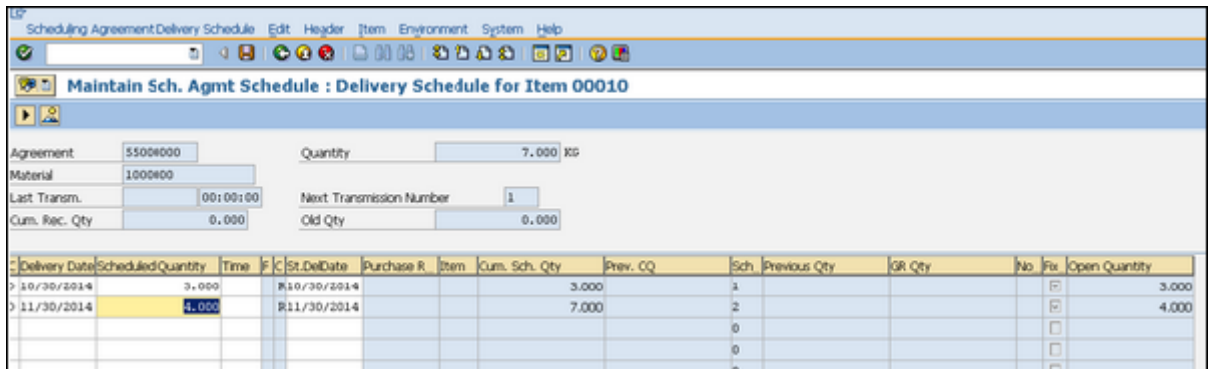 Scheduling Agreement Delivery Schedule Edit Header Item Environment System Help
Maintain Sch. Agmt Schedule : Delivery Schedule for Item 00010
Agreement Quantity 7.000 KG
Material
Last Transm. 00:00:00 Next Transmission Number 1
Cum. Rec. Qty 0.000 Old Qty 0.000
Delivery Date Scheduled Quantity Time F C St.DelDate Purchase R Item Cum. Sch. Qty Prev. CQ Sch Previous Qty GR Qty No Fix Open Quantity
10/30/2014 3.000 R 10/30/2014 3.000 1 3.000
11/30/2014 4.000 R 11/30/2014 7.000 2 4.000
0
0